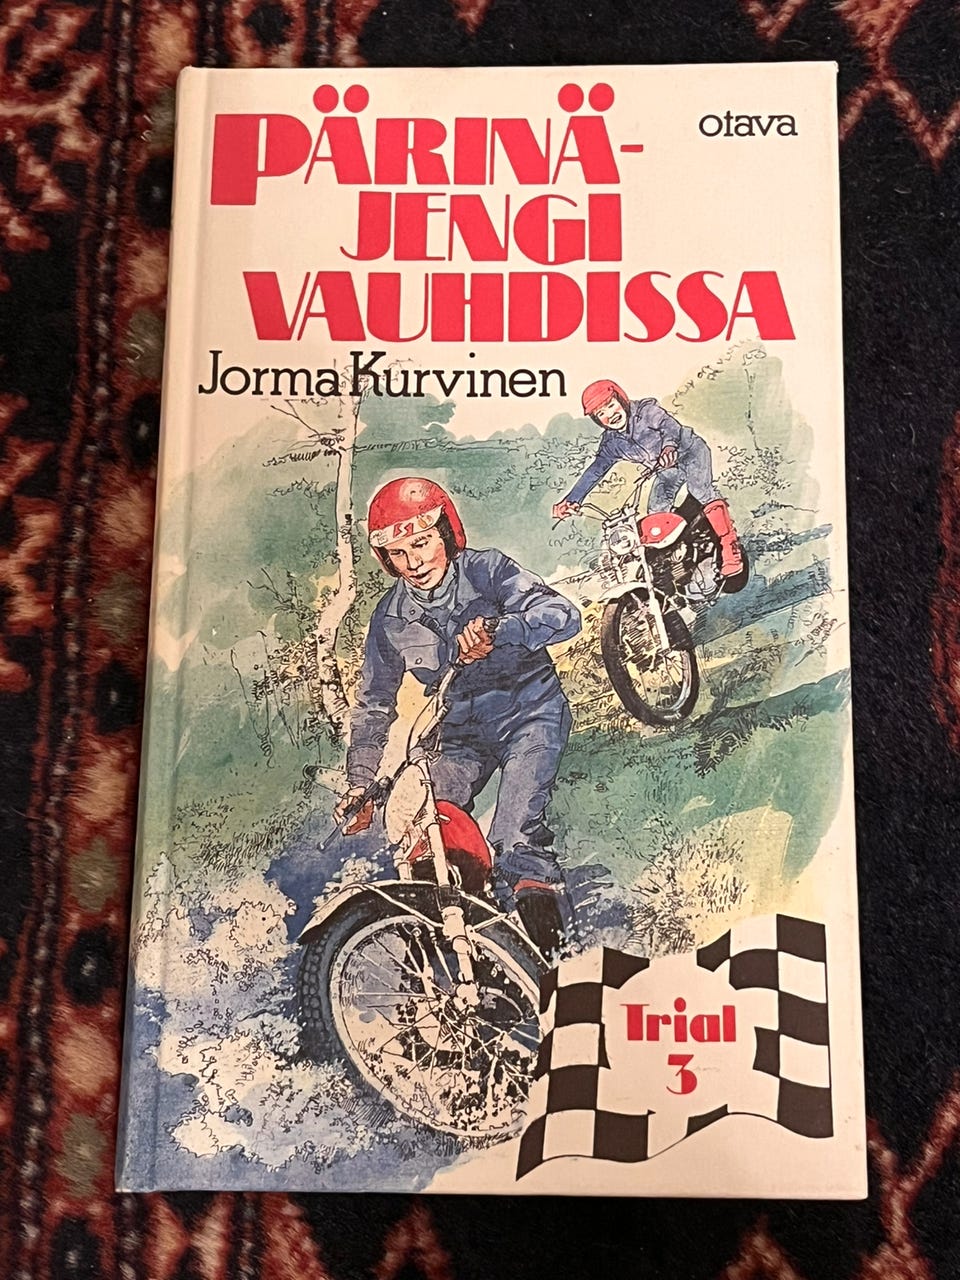 PÄRINÄ-
otava
JENGI
VAUHDISSA
Jorma Kurvinen
Trial
3